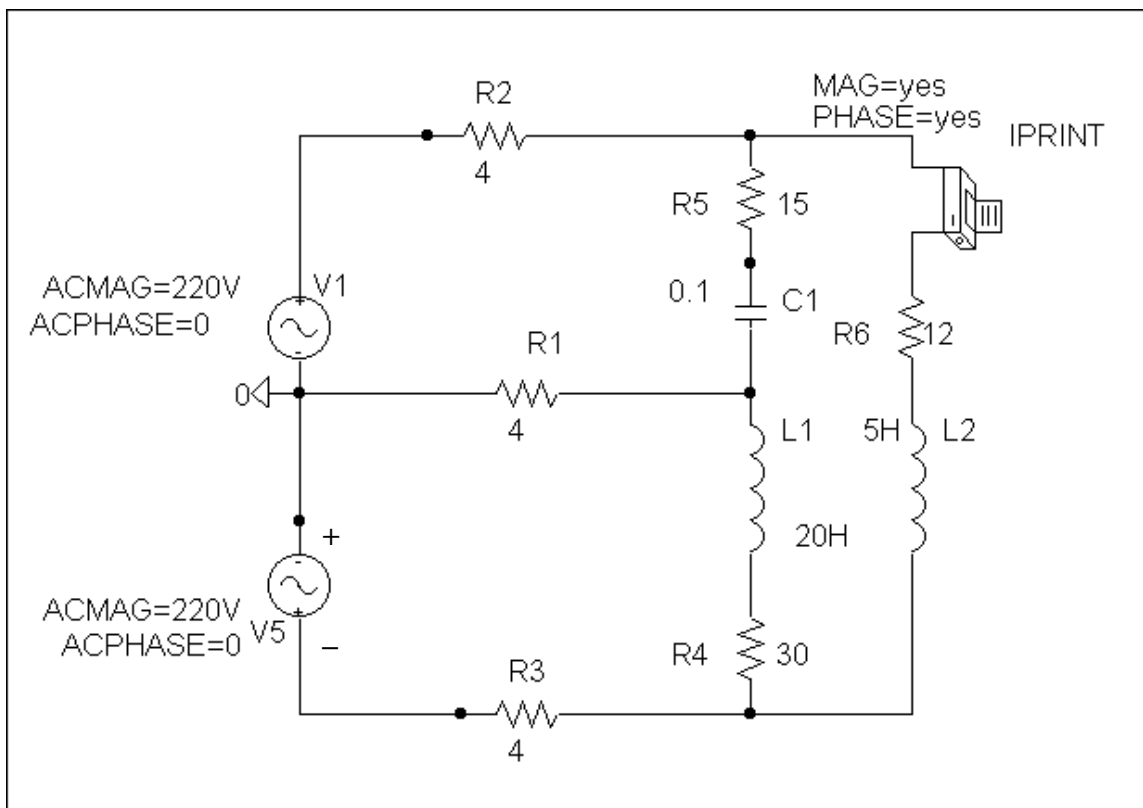 MAG=yes
PHASE=yes
IPRINT
R2
4
R5
15
ACMAG=220V
ACPHASE=0
V1
+
-
0.1
C1
R6
12
R1
4
0
L1
20H
5H
L2
+
-
+
–
ACMAG=220V
ACPHASE=0
V5
R4
30
R3
4